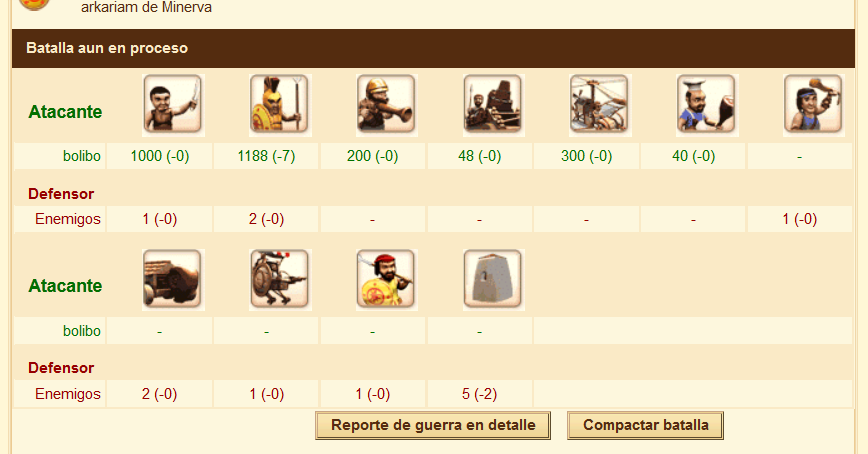 arkariam de Minerva
Batalla aun en proceso
Atacante
bolibo 1000 (-0) 1188 (-7) 200 (-0) 48 (-0) 300 (-0) 40 (-0) -
Defensor
Enemigos 1 (-0) 2 (-0) - - - - 1 (-0)
Atacante
bolibo - - - -
Defensor
Enemigos 2 (-0) 1 (-0) 1 (-0) 5 (-2)
Reporte de guerra en detalle Compactar batalla